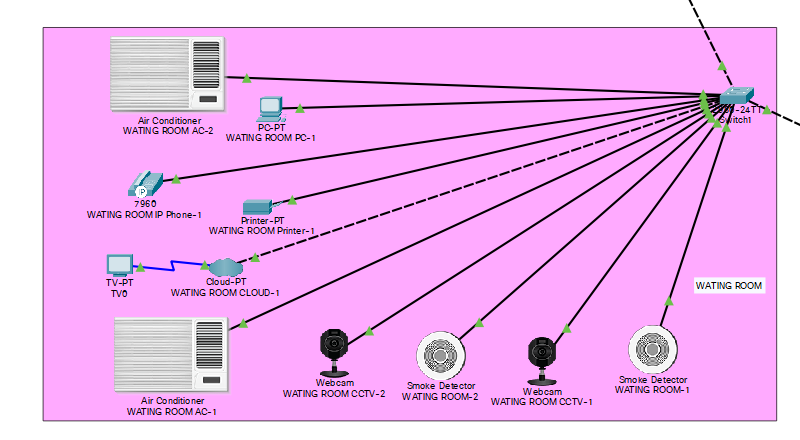 Air Conditioner
WATING ROOM AC-2
PC-PT
WATING ROOM PC-1
-24TT
Switch1
IP
7960
WATING ROOM IP Phone-1
Printer-PT
WATING ROOM Printer-1
TV-PT
TV0
Cloud-PT
WATING ROOM CLOUD-1
WATING ROOM
Air Conditioner
WATING ROOM AC-1
Webcam
WATING ROOM CCTV-2
Smoke Detector
WATING ROOM-2
Webcam
WATING ROOM CCTV-1
Smoke Detector
WATING ROOM-1